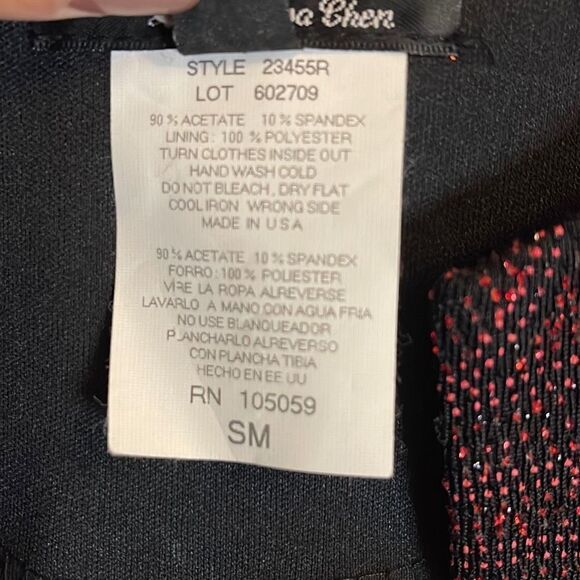 Chen
STYLE 23455R
LOT 602709
90 % ACETATE 10 % SPANDEX
LINING: 100 % POLYESTER
TURN CLOTHES INSIDE OUT
HAND WASH COLD
DO NOT BLEACH, DRY FLAT
COOL IRON WRONG SIDE
MADE IN U S A
90 % ACETATE 10 % SPANDEX
FORRO: 100 % POLIESTER
VIRE LA ROPA ALREVERSE
LAVARLO A MANO CON AGUA FRIA
NO USE BLANQUEADOR
PLANCHARLO ALREVERSO
CON PLANCHA TIBIA
HECHO EN EE UU
RN 105059
SM